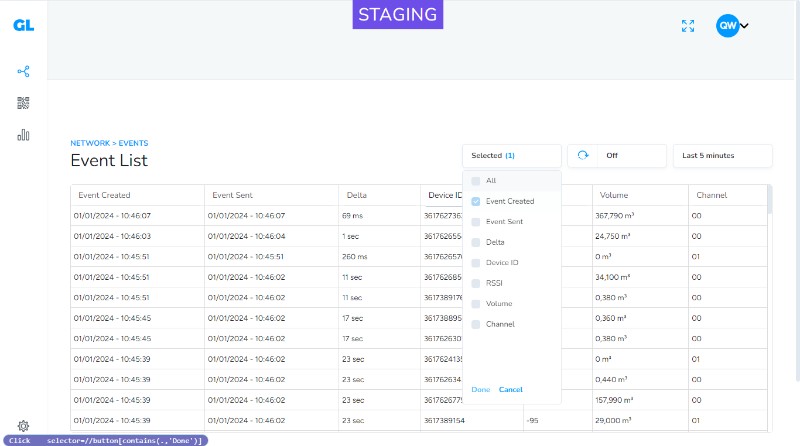 STAGING
GL
QW
NETWORK > EVENTS
Event List
Selected (1)
Off
Last 5 minutes
All
Event Created
Event Sent
Delta
Device ID
RSSI
Volume
Channel
Done Cancel
Event Created Event Sent Delta Device ID Volume Channel
01/01/2024 - 10:46:07 01/01/2024 - 10:46:07 69 ms 367,790 m³ 00
01/01/2024 - 10:46:03 01/01/2024 - 10:46:04 1 sec 24,750 m³ 00
01/01/2024 - 10:45:51 01/01/2024 - 10:45:51 260 ms 0 m³ 01
01/01/2024 - 10:45:51 01/01/2024 - 10:46:02 11 sec 34,100 m³ 00
01/01/2024 - 10:45:51 01/01/2024 - 10:46:02 11 sec 0,380 m³ 00
01/01/2024 - 10:45:45 01/01/2024 - 10:46:02 17 sec 0,360 m³ 00
01/01/2024 - 10:45:45 01/01/2024 - 10:46:02 17 sec 0,380 m³ 00
01/01/2024 - 10:45:39 01/01/2024 - 10:46:02 23 sec 0 m³ 01
01/01/2024 - 10:45:39 01/01/2024 - 10:46:02 23 sec 0,440 m³ 00
01/01/2024 - 10:45:39 01/01/2024 - 10:46:02 23 sec 157,990 m³ 00
01/01/2024 - 10:45:39 01/01/2024 - 10:46:02 23 sec 3617389154 -95 29,000 m³ 01
Click selector=//button[contains(.,'Done')]